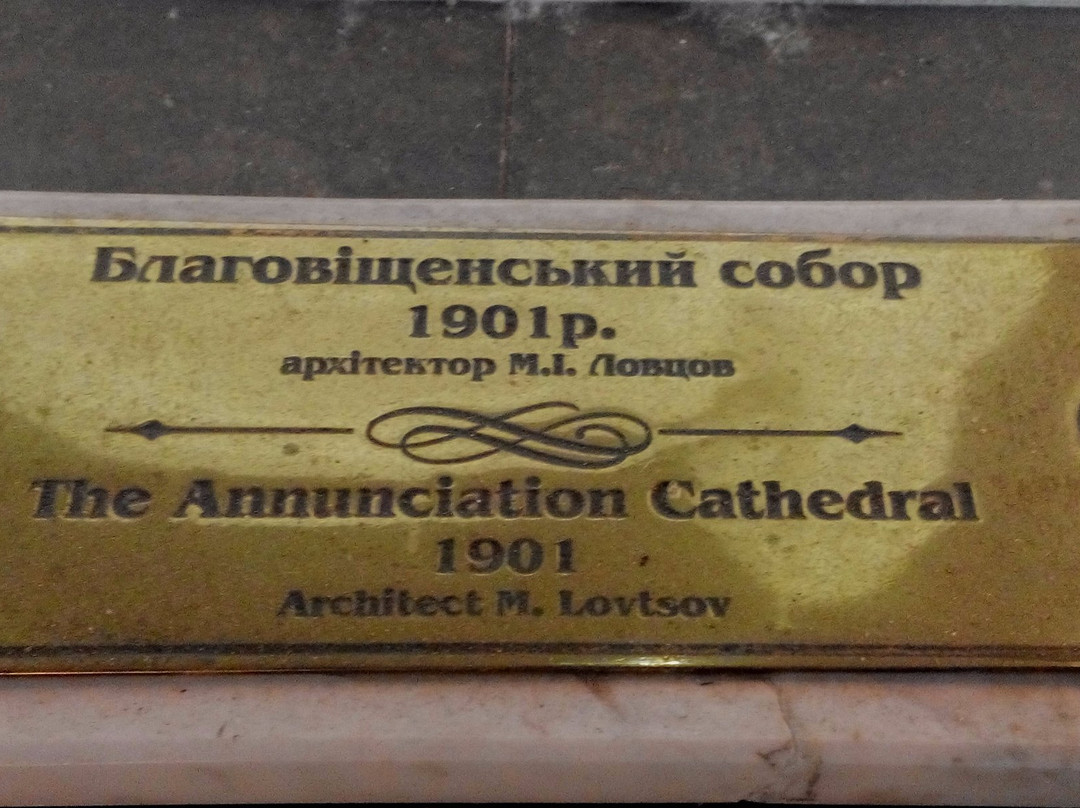 Благовіщенський собор
1901р.
архітектор М.І. Ловцов
The Annunciation Cathedral
1901
Architect M. Lovtsov